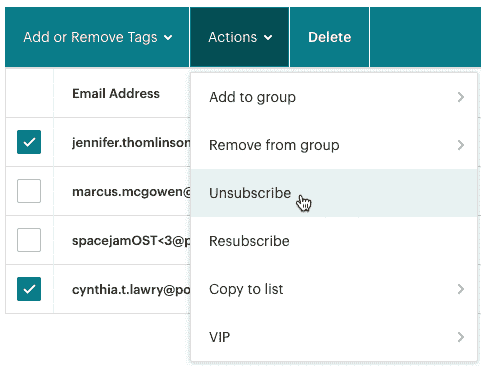 Add or Remove Tags Actions Delete
Email Address
Add to group
jennifer.thomlinson
Remove from group
marcus.mcgowen@
Unsubscribe
spacejamOST<3@p
Resubscribe
cynthia.t.lawry@po
Copy to list
VIP